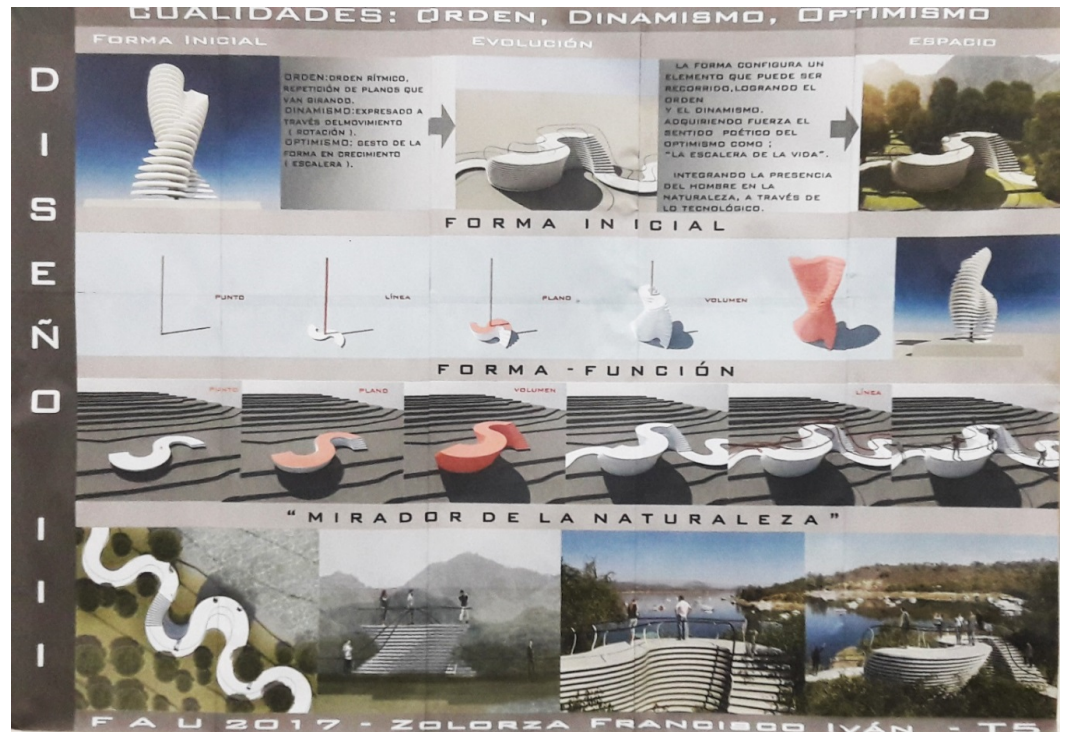 CUALIDADES: ORDEN, DINAMISMO, OPTIMISMO
FORMA INICIAL
EVOLUCIÓN
ESPACIO
ORDEN:ORDEN RÍTMICO,
REPETICIÓN DE PLANOS QUE
VAN GIRANDO.
DINAMISMO:EXPRESADO A
TRAVÉS DELMOVIMIENTO
( ROTACIÓN ).
OPTIMISMO: GESTO DE LA
FORMA EN CRECIMIENTO
( ESCALERA ).
LA FORMA CONFIGURA UN
ELEMENTO QUE PUEDE SER
RECORRIDO,LOGRANDO EL
ORDEN
Y EL DINAMISMO.
ADQUIRIENDO FUERZA EL
SENTIDO POÉTICO DEL
OPTIMISMO COMO ;
"LA ESCALERA DE LA VIDA".
INTEGRANDO LA PRESENCIA
DEL HOMBRE EN LA
NATURALEZA, A TRAVÉS DE
LO TECNOLÓGICO.
DISEÑO III
FORMA INICIAL
PUNTO
LÍNEA
PLANO
VOLUMEN
FORMA -FUNCIÓN
PUNTO
PLANO
VOLUMEN
LÍNEA
"MIRADOR DE LA NATURALEZA"
FAU 2017 - ZOLORZA FRANCISCO IVÁN - T5